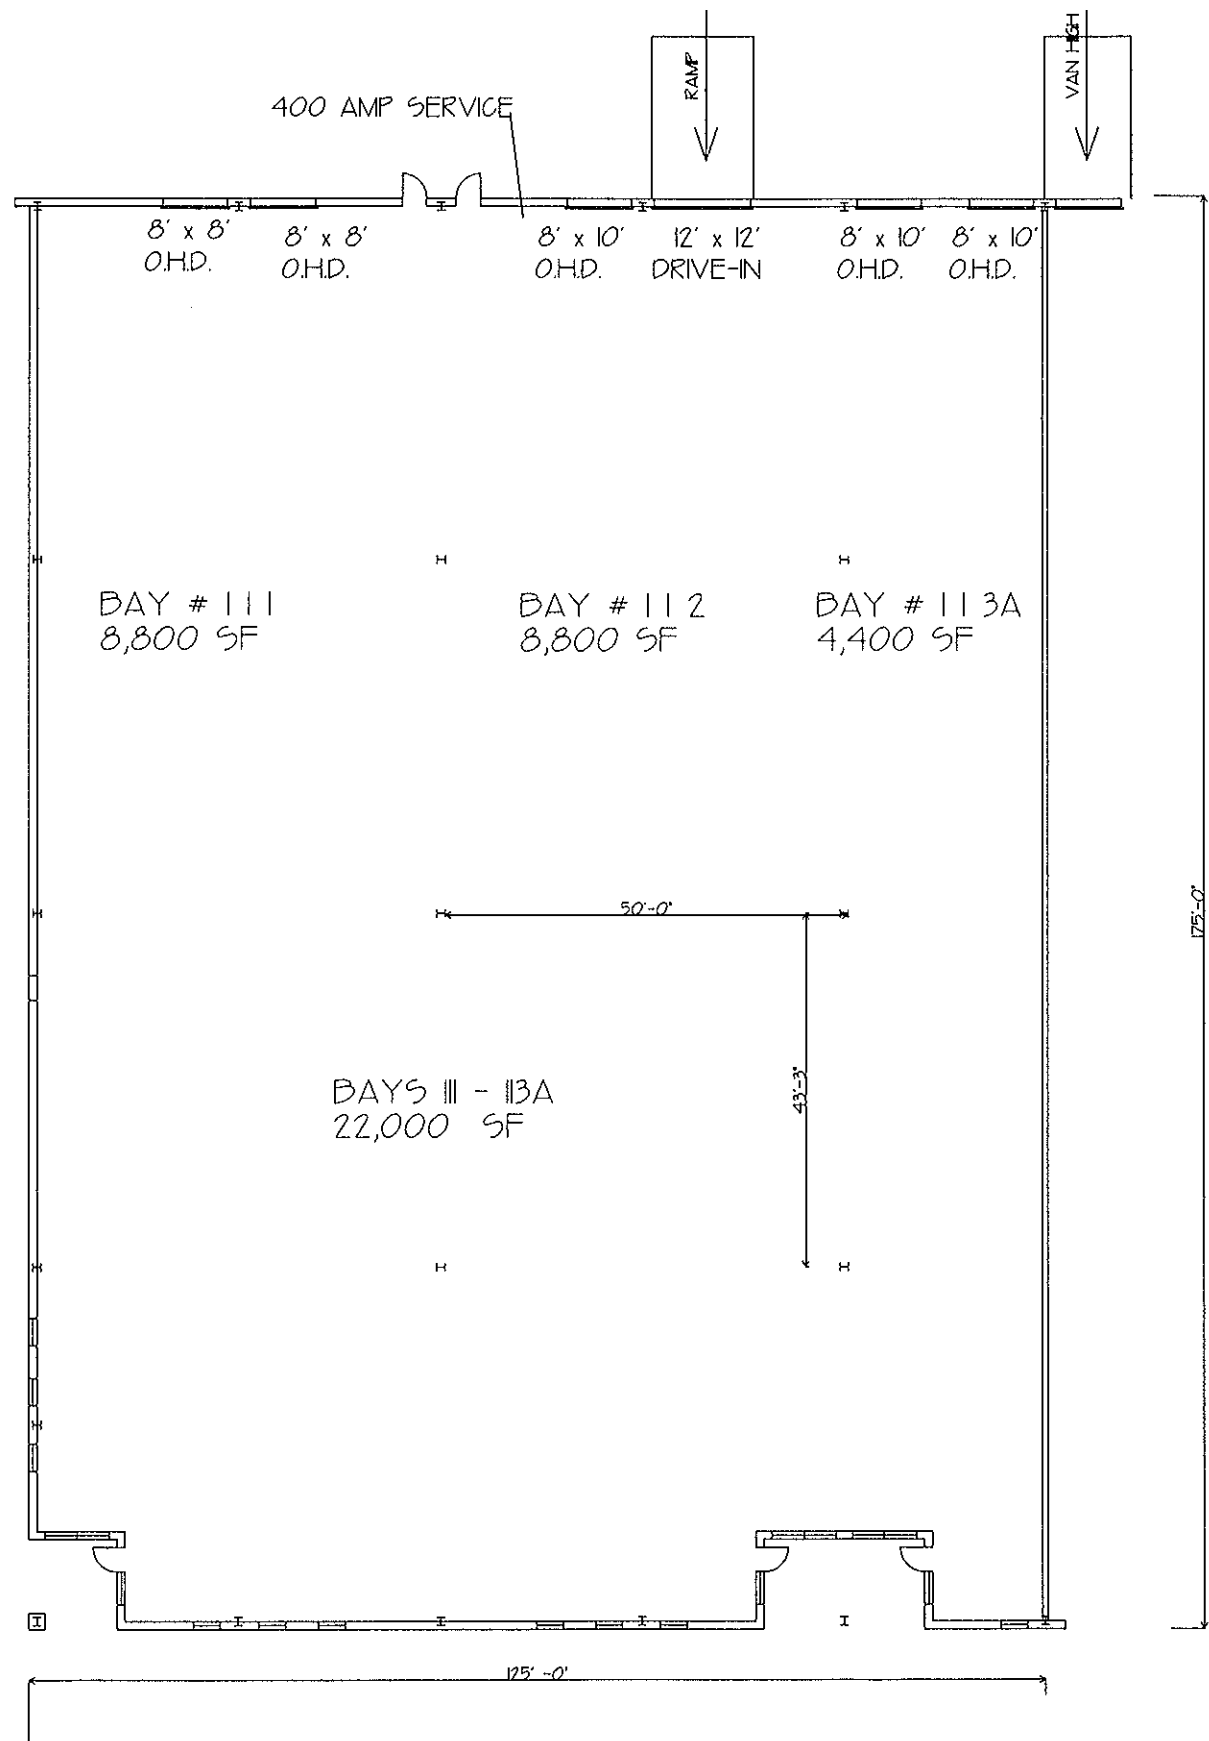 RAMP
VAN HIGH
400 AMP SERVICE
8' x 8'
O.H.D.
8' x 8'
O.H.D.
8' x 10'
O.H.D.
12' x 12'
DRIVE-IN
8' x 10'
O.H.D.
8' x 10'
O.H.D.
BAY # 111
8,800 SF
BAY # 112
8,800 SF
BAY # 113A
4,400 SF
50'-0"
175'-0"
43'-3"
BAYS 111 - 113A
22,000 SF
125' -0'